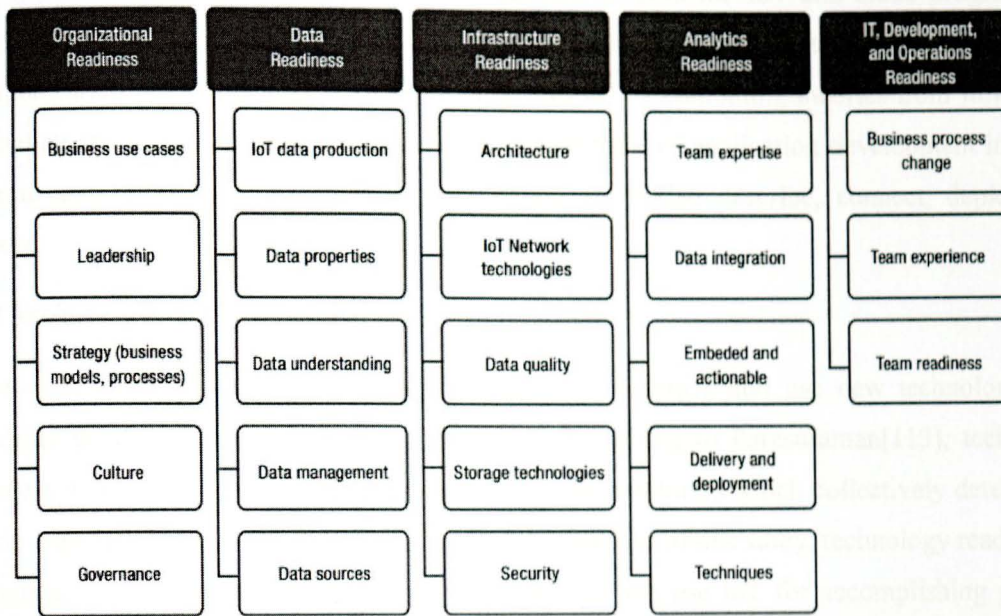 Organizational
Readiness
Business use cases
Leadership
Strategy (business
models, processes)
Culture
Governance
Data
Readiness
IoT data production
Data properties
Data understanding
Data management
Data sources
Infrastructure
Readiness
Architecture
IoT Network
technologies
Data quality
Storage technologies
Security
Analytics
Readiness
Team expertise
Data integration
Embeded and
actionable
Delivery and
deployment
Techniques
IT, Development,
and Operations
Readiness
Business process
change
Team experience
Team readiness